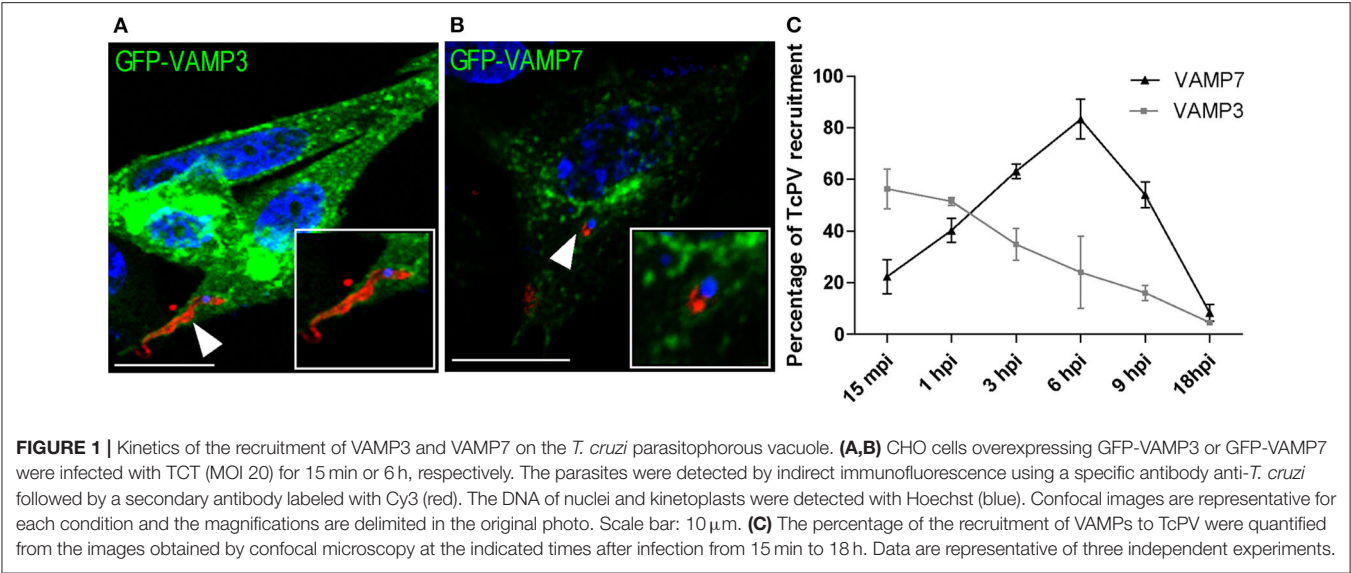 A
B
C
GFP-VAMP3
GFP-VAMP7
Percentage of TcPV recruitment
100
80
60
40
20
0
VAMP7
VAMP3
15 mpi
1 hpi
3 hpi
6 hpi
9 hpi
18hpi
FIGURE 1 | Kinetics of the recruitment of VAMP3 and VAMP7 on the T. cruzi parasitophorous vacuole. (A,B) CHO cells overexpressing GFP-VAMP3 or GFP-VAMP7
were infected with TCT (MOI 20) for 15 min or 6 h, respectively. The parasites were detected by indirect immunofluorescence using a specific antibody anti-T. cruzi
followed by a secondary antibody labeled with Cy3 (red). The DNA of nuclei and kinetoplasts were detected with Hoechst (blue). Confocal images are representative for
each condition and the magnifications are delimited in the original photo. Scale bar: 10 μm. (C) The percentage of the recruitment of VAMPs to TcPV were quantified
from the images obtained by confocal microscopy at the indicated times after infection from 15 min to 18 h. Data are representative of three independent experiments.